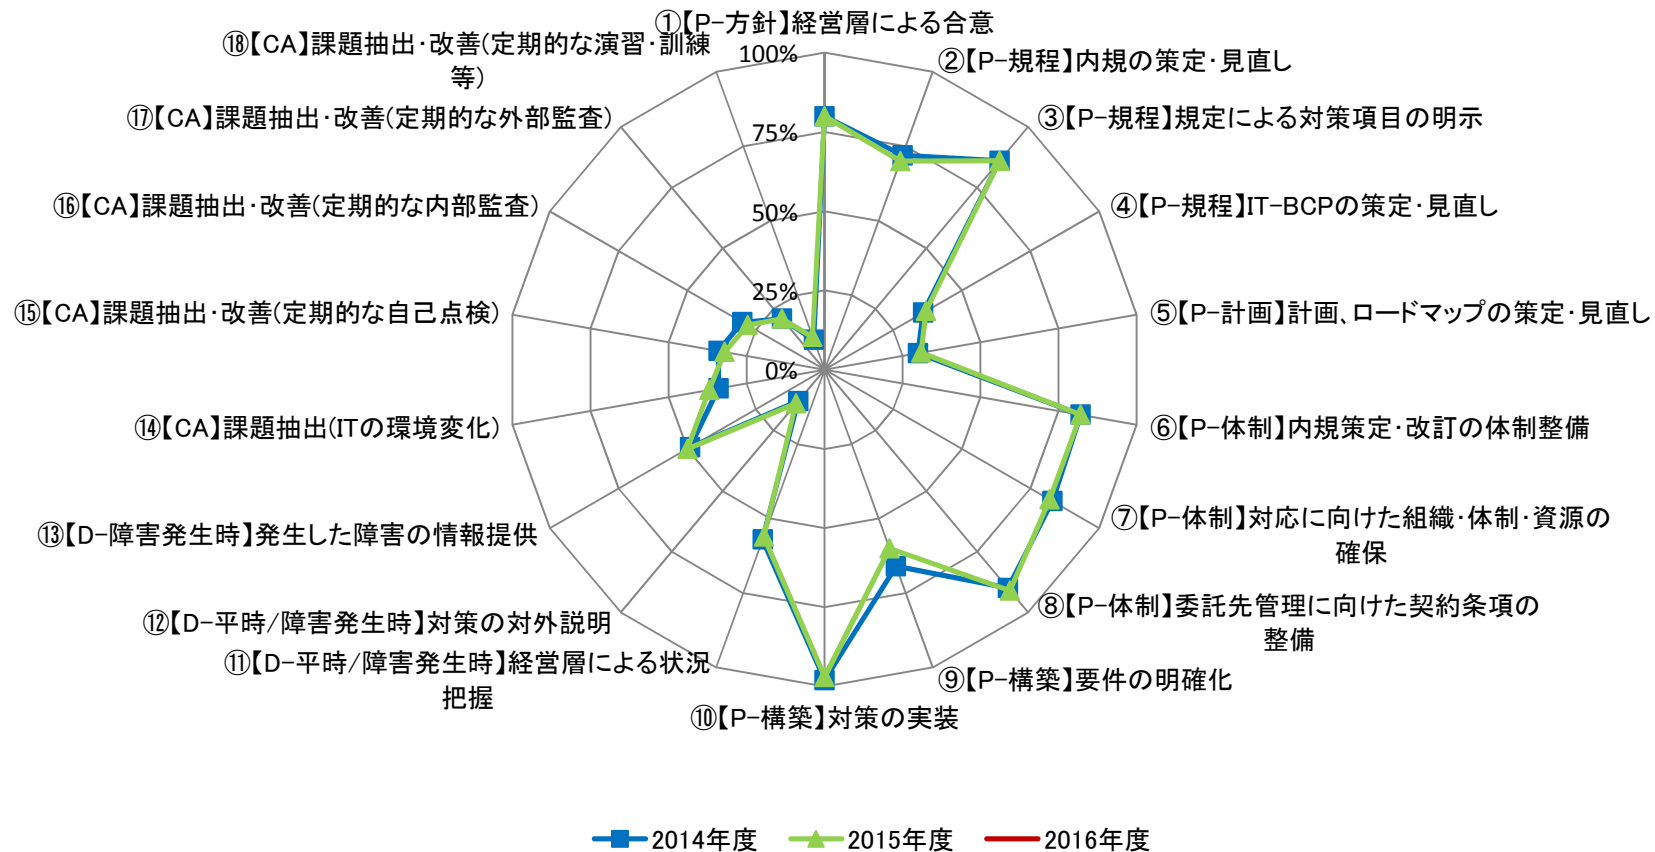 ①【P-方針】経営層による合意
②【P-規程】内規の策定・見直し
③【P-規程】規定による対策項目の明示
④【P-規程】IT-BCPの策定・見直し
⑤【P-計画】計画、ロードマップの策定・見直し
⑥【P-体制】内規策定・改訂の体制整備
⑦【P-体制】対応に向けた組織・体制・資源の
確保
⑧【P-体制】委託先管理に向けた契約条項の
整備
⑨【P-構築】要件の明確化
⑩【P-構築】対策の実装
⑪【D-平時/障害発生時】経営層による状況
把握
⑫【D-平時/障害発生時】対策の対外説明
⑬【D-障害発生時】発生した障害の情報提供
⑭【CA】課題抽出(ITの環境変化)
⑮【CA】課題抽出・改善(定期的な自己点検)
⑯【CA】課題抽出・改善(定期的な内部監査)
⑰【CA】課題抽出・改善(定期的な外部監査)
⑱【CA】課題抽出・改善(定期的な演習・訓練
等)
100%
75%
50%
25%
0%
2014年度
2015年度
2016年度